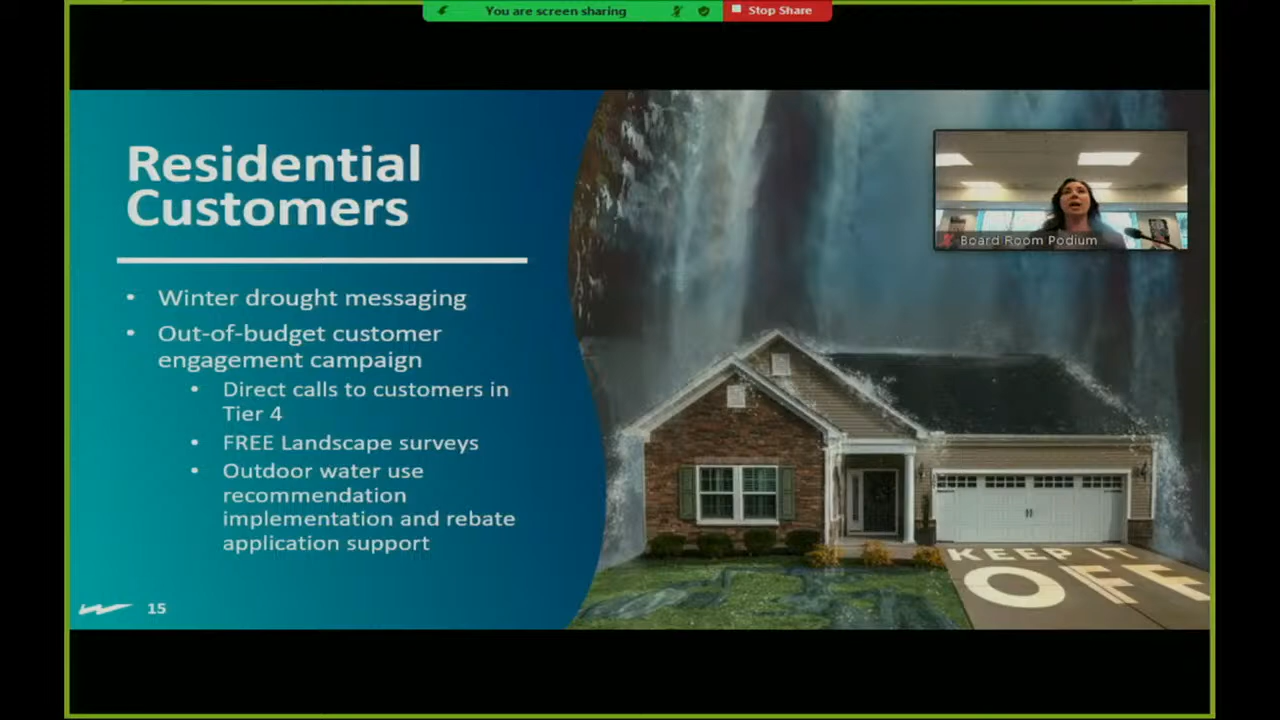 You are screen sharing
Stop Share
Residential
Customers
• Winter drought messaging
• Out-of-budget customer
engagement campaign
• Direct calls to customers in
Tier 4
• FREE Landscape surveys
• Outdoor water use
recommendation
implementation and rebate
application support
15
Board Room Podium
KEEP IT
OFF